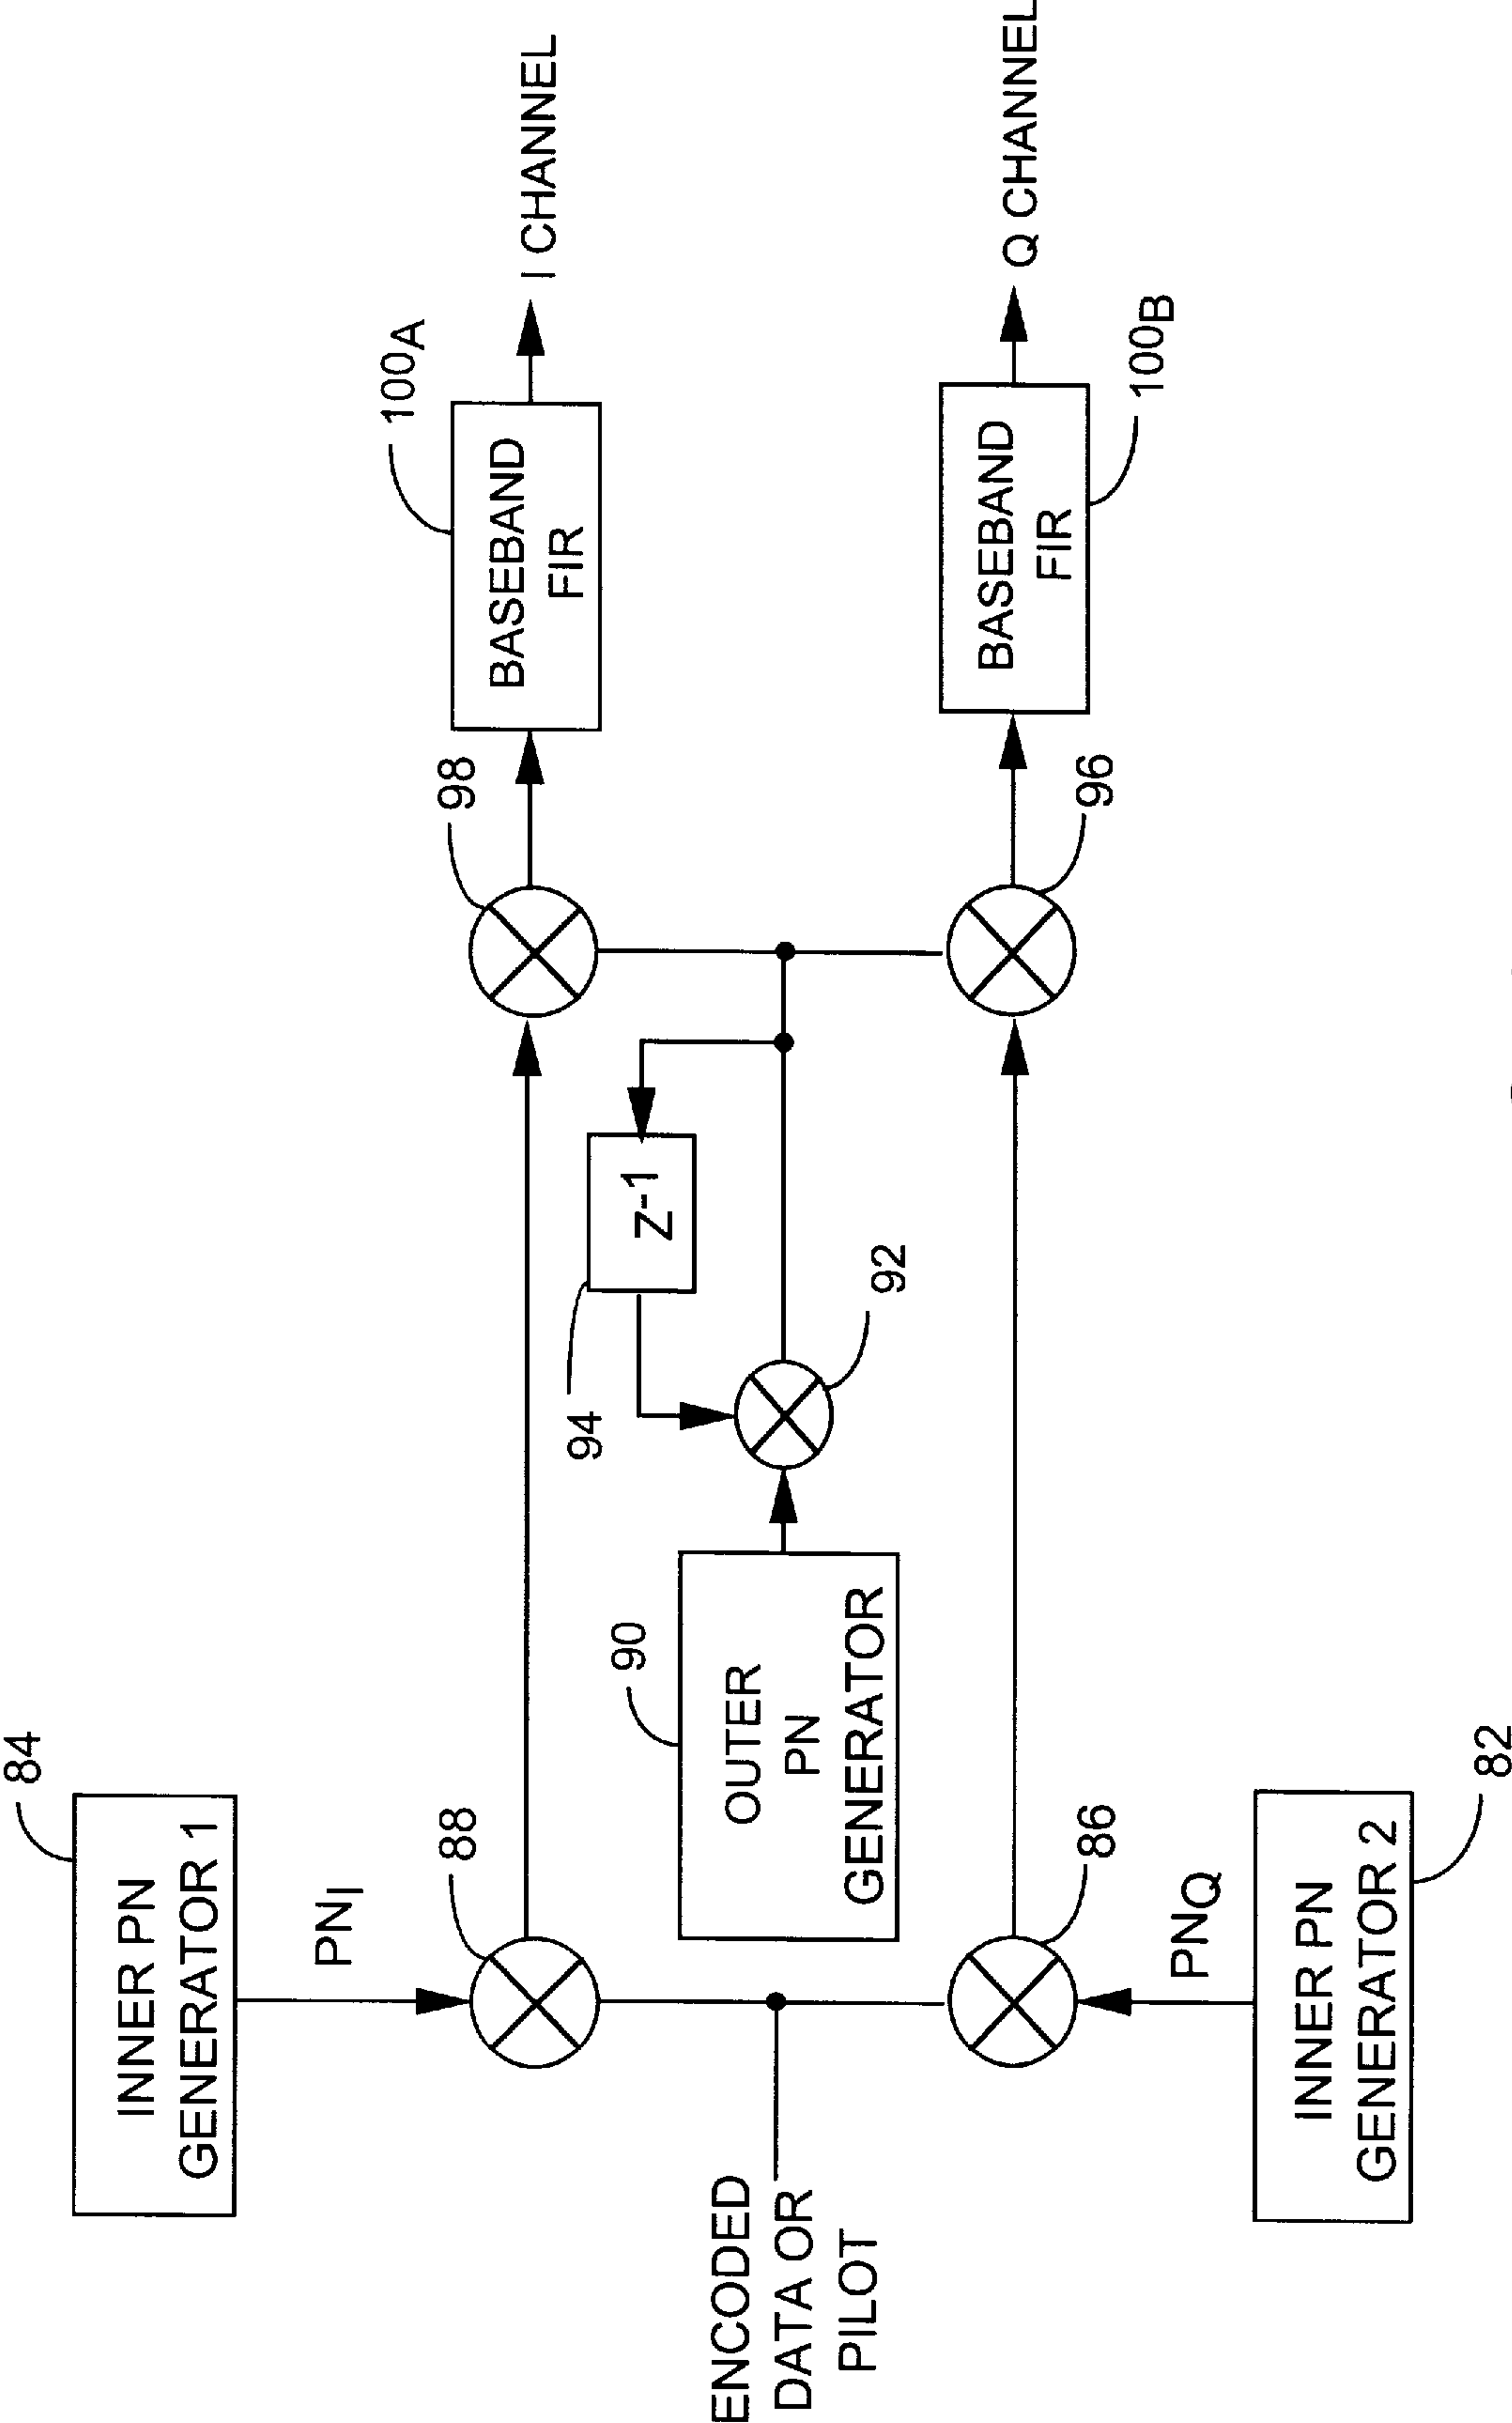 84
INNER PN
GENERATOR 1
PNI
88
98
100A
BASEBAND
FIR
I CHANNEL
94
Z-1
ENCODED
DATA OR
PILOT
90
OUTER
PN
GENERATOR
92
86
96
BASEBAND
FIR
100B
Q CHANNEL
PNQ
INNER PN
GENERATOR 2
82